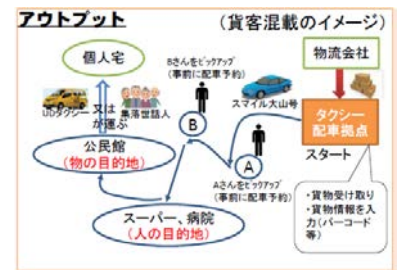 アウトプット
(貨客混載のイメージ)
個人宅
Bさんをピックアップ
(事前に配車予約)
物流会社
UDタクシー
又は
集落世話人
が運ぶ
スマイル大山号
タクシー
配車拠点
B
公民館
(物の目的地)
スタート
A
Aさんをピックアップ
(事前に配車予約)
スーパー、病院
(人の目的地)
・貨物受け取り
・貨物情報を入
力(バーコード
等)